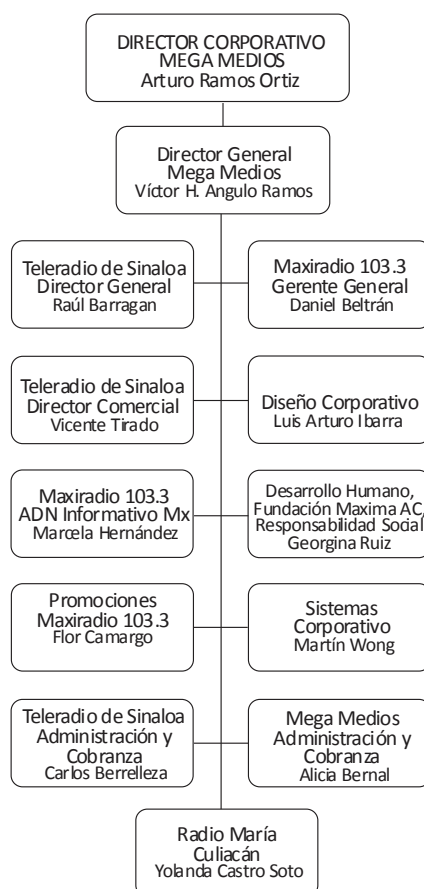 DIRECTOR CORPORATIVO
MEGA MEDIOS
Arturo Ramos Ortiz
Director General
Mega Medios
Víctor H. Angulo Ramos
Teleradio de Sinaloa
Director General
Raúl Barragan
Maxiradio 103.3
Gerente General
Daniel Beltrán
Teleradio de Sinaloa
Director Comercial
Vicente Tirado
Diseño Corporativo
Luis Arturo Ibarra
Maxiradio 103.3
ADN Informativo Mx
Marcela Hernández
Desarrollo Humano,
Fundación Maxima AC,
Responsabilidad Social
Georgina Ruiz
Promociones
Maxiradio 103.3
Flor Camargo
Sistemas
Corporativo
Martín Wong
Teleradio de Sinaloa
Administración y
Cobranza
Carlos Berrelleza
Mega Medios
Administración y
Cobranza
Alicia Bernal
Radio María
Culiacán
Yolanda Castro Soto